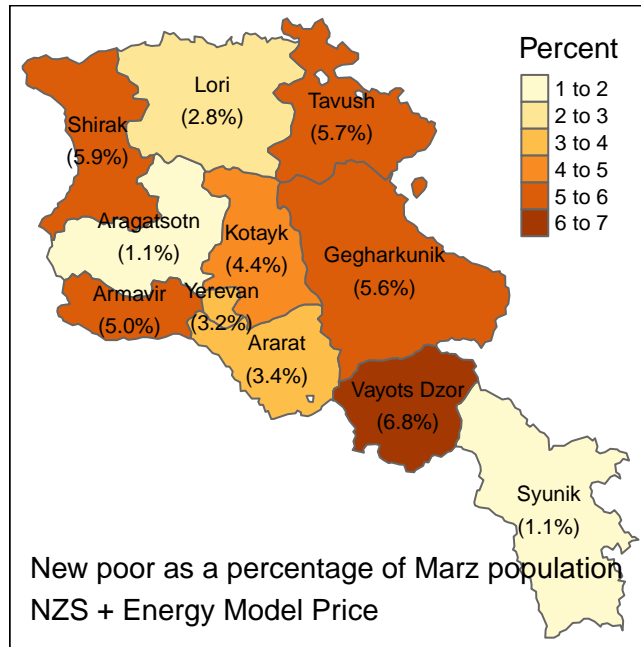 Percent
1 to 2
2 to 3
3 to 4
4 to 5
5 to 6
6 to 7
Lori
(2.8%)
Tavush
(5.7%)
Shirak
(5.9%)
Aragatsotn
(1.1%)
Kotayk
(4.4%)
Gegharkunik
(5.6%)
Armavir
(5.0%)
Yerevan
(3.2%)
Ararat
(3.4%)
Vayots Dzor
(6.8%)
Syunik
(1.1%)
New poor as a percentage of Marz population
NZS + Energy Model Price